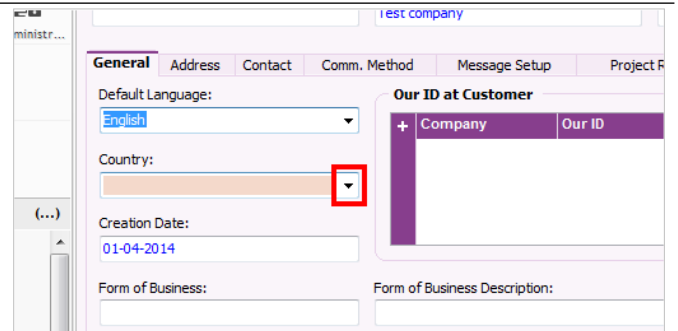 ministr...
Test company
General Address Contact Comm. Method Message Setup Project R
Default Language:
Our ID at Customer
English
+ Company Our ID
Country:
(...)
Creation Date:
01-04-2014
Form of Business:
Form of Business Description: